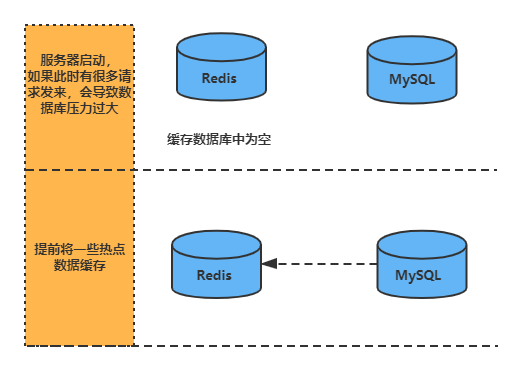 服务器启动，
如果此时有很多请
求发来，会导致数
据库压力过大
Redis
MySQL
缓存数据库中为空
提前将一些热点
数据缓存
Redis
MySQL